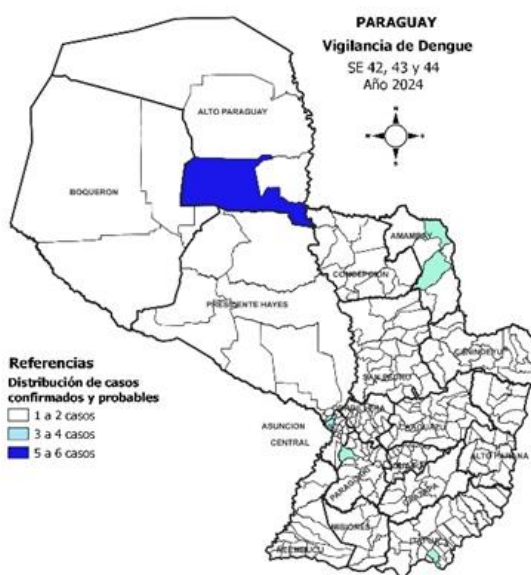 PARAGUAY
Vigilancia de Dengue
SE 42, 43 y 44
Año 2024
ALTO PARAGUAY
BOQUERON
AMAMBAY
CONCEPCION
PRESIDENTE HAYES
CANINDEYU
SAN PEDRO
Referencias
Distribución de casos
confirmados y probables
1 a 2 casos
3 a 4 casos
5 a 6 casos
ASUNCION
CENTRAL
CAAGUAZU
ALTO PARANA
PARAGUARI
MISIONES
ITAPUA
ÑEEMBUCU